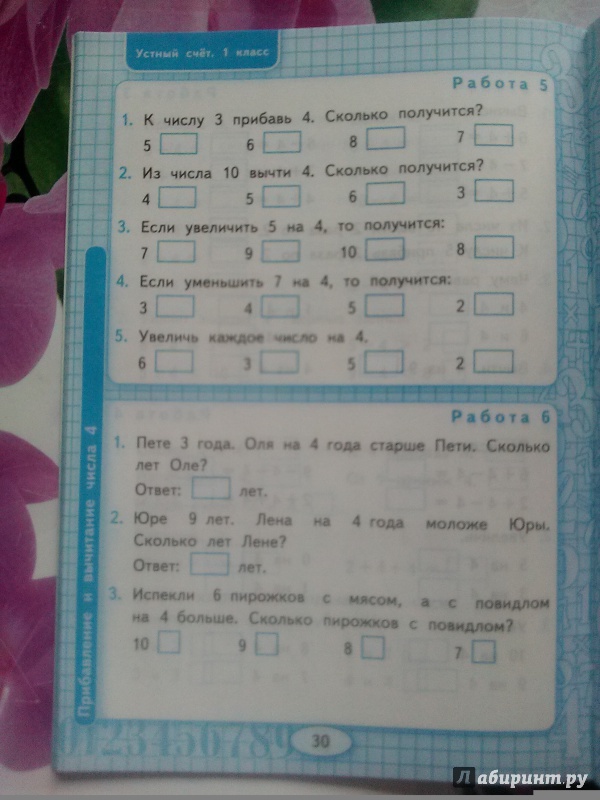 Устный счёт. 1 класс
Работа 5
1. К числу 3 прибавь 4. Сколько получится?
5 6 8 7
2. Из числа 10 вычти 4. Сколько получится?
4 5 6 3
3. Если увеличить 5 на 4, то получится:
7 9 10 8
4. Если уменьшить 7 на 4, то получится:
3 4 5 2
5. Увеличь каждое число на 4.
6 3 5 2
Прибавление и вычитание числа 4
Работа 6
1. Пете 3 года. Оля на 4 года старше Пети. Сколько
лет Оле?
Ответ: лет.
2. Юре 9 лет. Лена на 4 года моложе Юры.
Сколько лет Лене?
Ответ: лет.
3. Испекли 6 пирожков с мясом, а с повидлом
на 4 больше. Сколько пирожков с повидлом?
10 9 8 7
0123456789
30
Лабиринт.ру